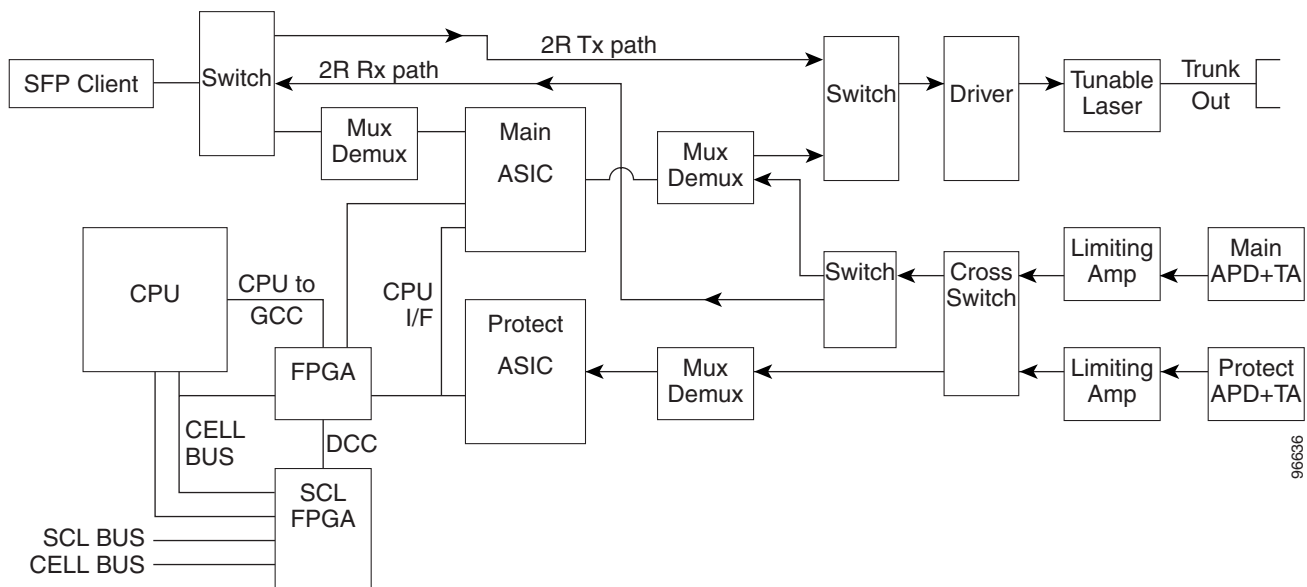 2R Tx path
SFP Client
Switch
2R Rx path
Mux
Demux
Main
ASIC
Mux
Demux
Switch
Driver
Tunable
Laser
Trunk
Out
CPU
CPU to
GCC
CPU
I/F
Switch
Cross
Switch
Limiting
Amp
Main
APD+TA
Protect
ASIC
FPGA
Mux
Demux
Limiting
Amp
Protect
APD+TA
CELL
BUS
DCC
SCL
FPGA
SCL BUS
CELL BUS
96636